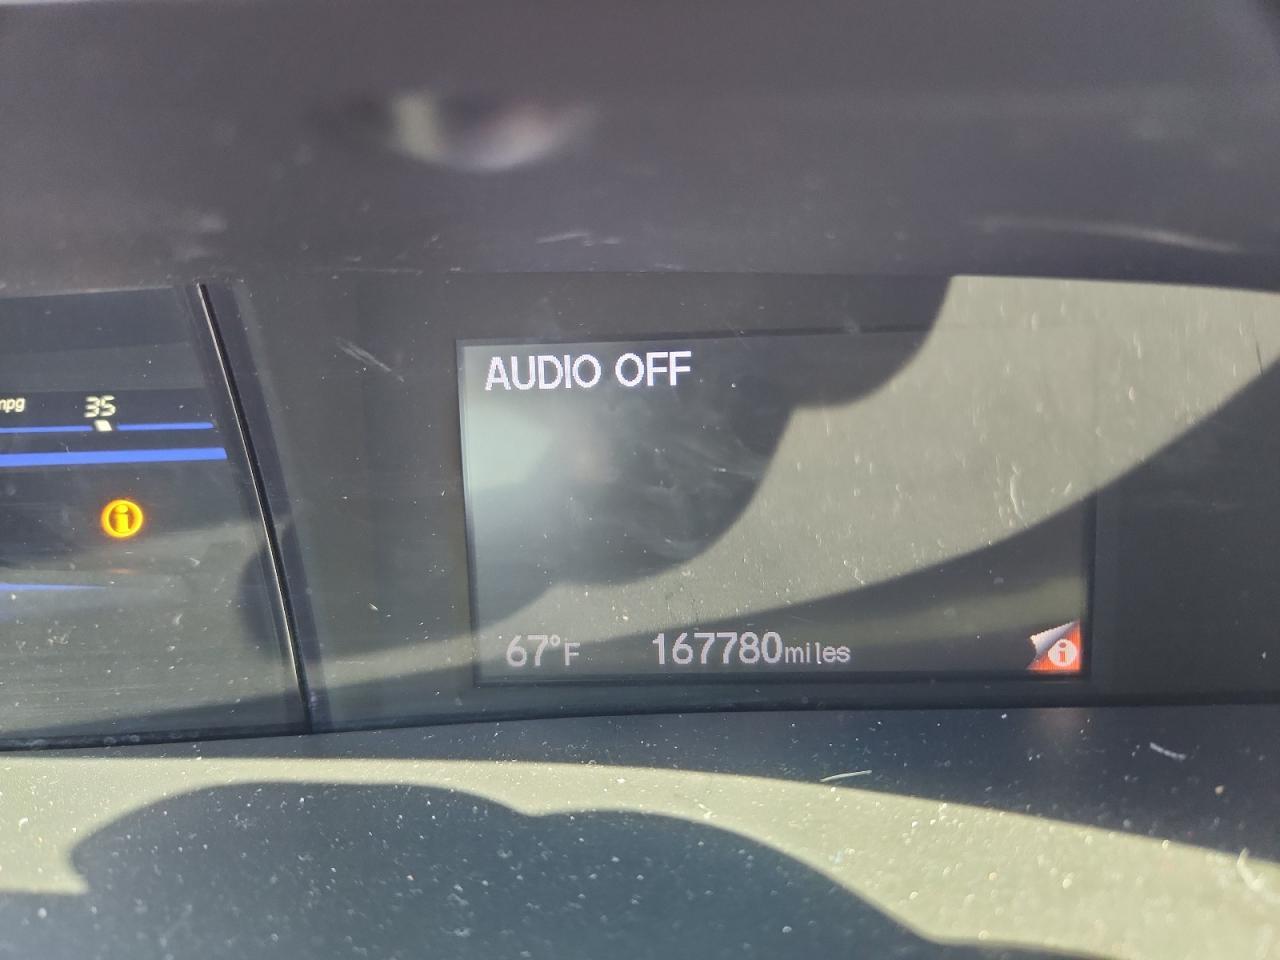 AUDIO OFF
mpg 35
i
67°F 167780miles i